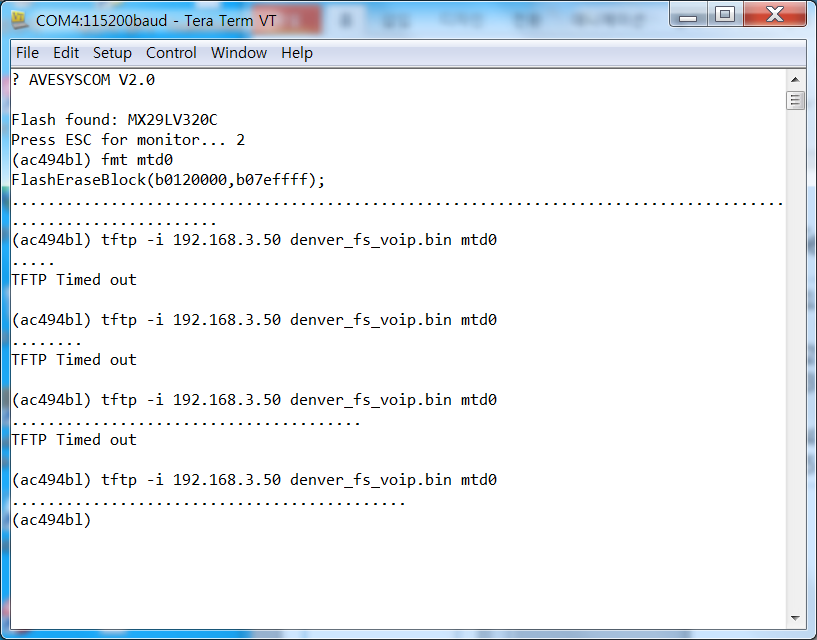 COM4:115200baud - Tera Term VT
File Edit Setup Control Window Help
? AVESYSCOM V2.0
Flash found: MX29LV320C
Press ESC for monitor... 2
(ac494bl) fmt mtd0
FlashEraseBlock(b0120000,b07effff);
......................................................................................
.......................
(ac494bl) tftp -i 192.168.3.50 denver_fs_voip.bin mtd0
.....
TFTP Timed out
(ac494bl) tftp -i 192.168.3.50 denver_fs_voip.bin mtd0
........
TFTP Timed out
(ac494bl) tftp -i 192.168.3.50 denver_fs_voip.bin mtd0
.......................................
TFTP Timed out
(ac494bl) tftp -i 192.168.3.50 denver_fs_voip.bin mtd0
............................................
(ac494bl)